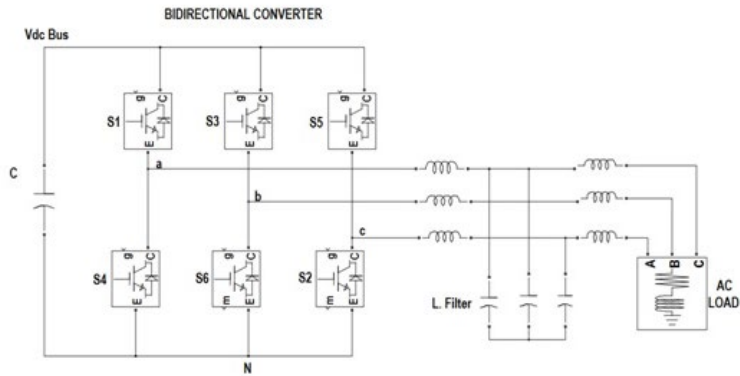 BIDIRECTIONAL CONVERTER
Vdc Bus
g C
S1
E
g C
S3
E
g C
S5
E
a
C
b
c
g C
S4
E
g C
S6
m E
g C
S2
m E
A B C
L. Filter
AC
LOAD
N